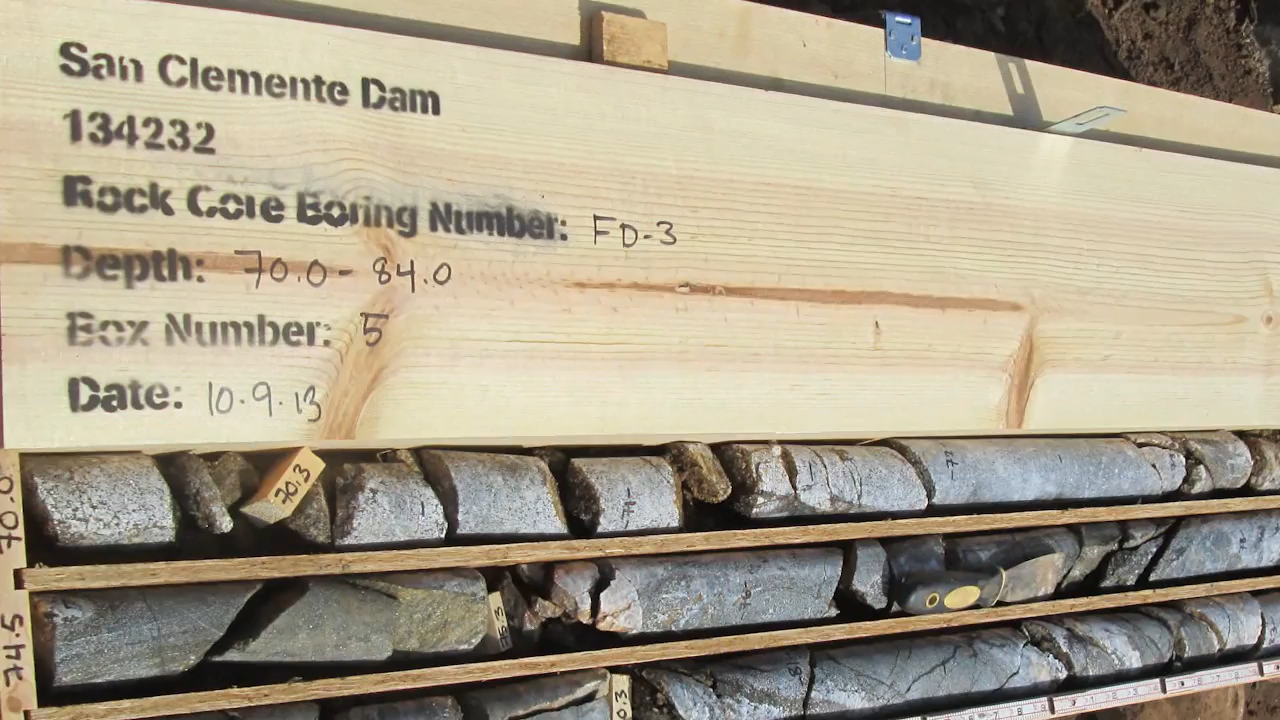 San Clemente Dam
134232
Rock Core Boring Number: FD-3
Depth: 70.0 - 84.0
Box Number: 5
Date: 10.9.13
70.0
70.3
74.5